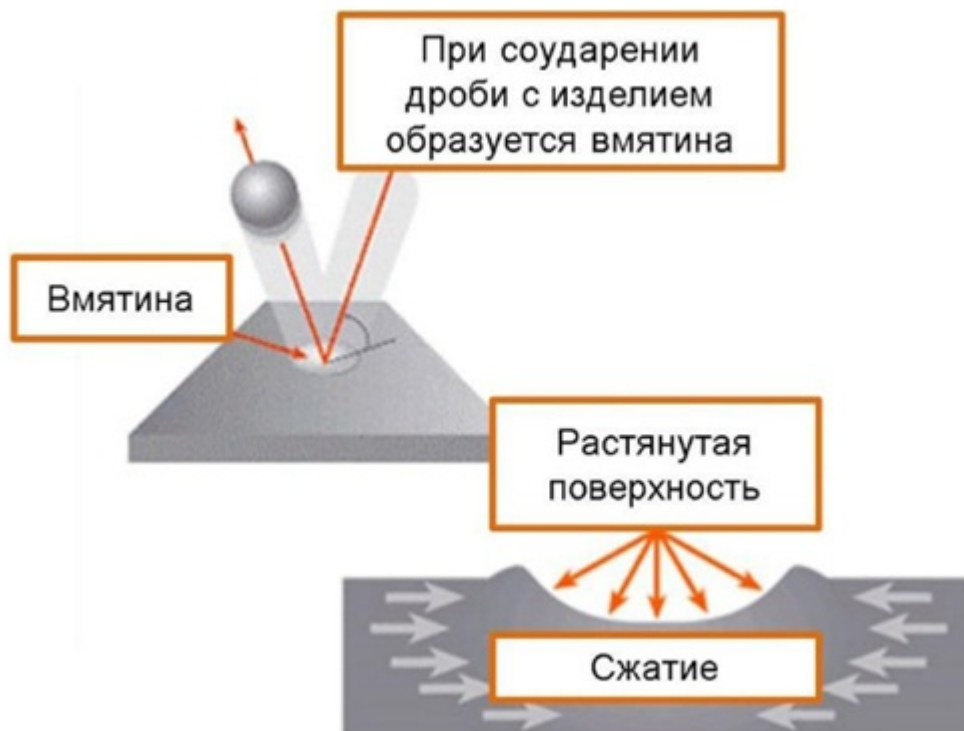 При соударении
дроби с изделием
образуется вмятина
Вмятина
Растянутая
поверхность
Сжатие